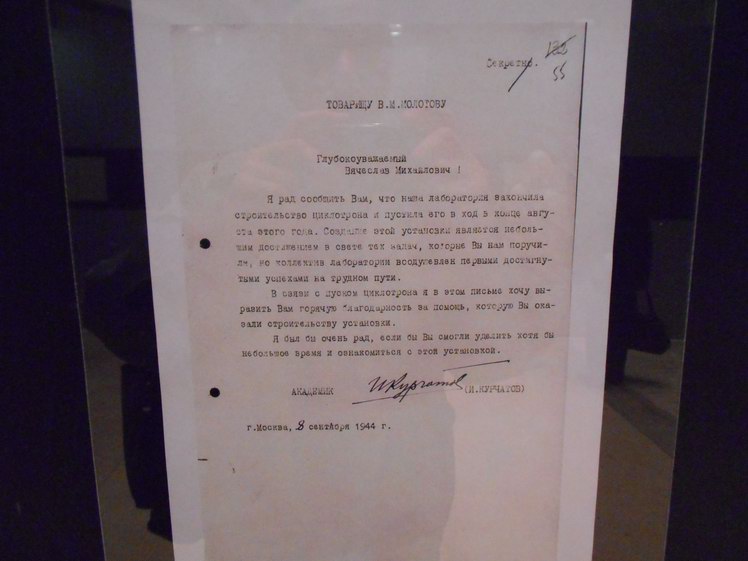 Секретно.
132
55
ТОВАРИЩУ В.М.МОЛОТОВУ
Глубокоуважаемый
Вячеслав Михайлович !
Я рад сообщить Вам, что наша лаборатория закончила
строительство циклотрона и пустила его в ход в конце авгу-
ста этого года. Создание этой установки является неболь-
шим достижением в свете тех задач, которые Вы нам поручи-
ли, но коллектив лаборатории воодушевлен первыми достигну-
тыми успехами на трудном пути.
В связи с пуском циклотрона я в этом письме хочу вы-
разить Вам горячую благодарность за помощь, которую Вы ока-
зали строительству установки.
Я был бы очень рад, если бы Вы смогли уделить хотя бы
небольшое время и ознакомиться с этой установкой.
АКАДЕМИК ИКурчатов (И.КУРЧАТОВ)
г.Москва, 8 сентября 1944 г.